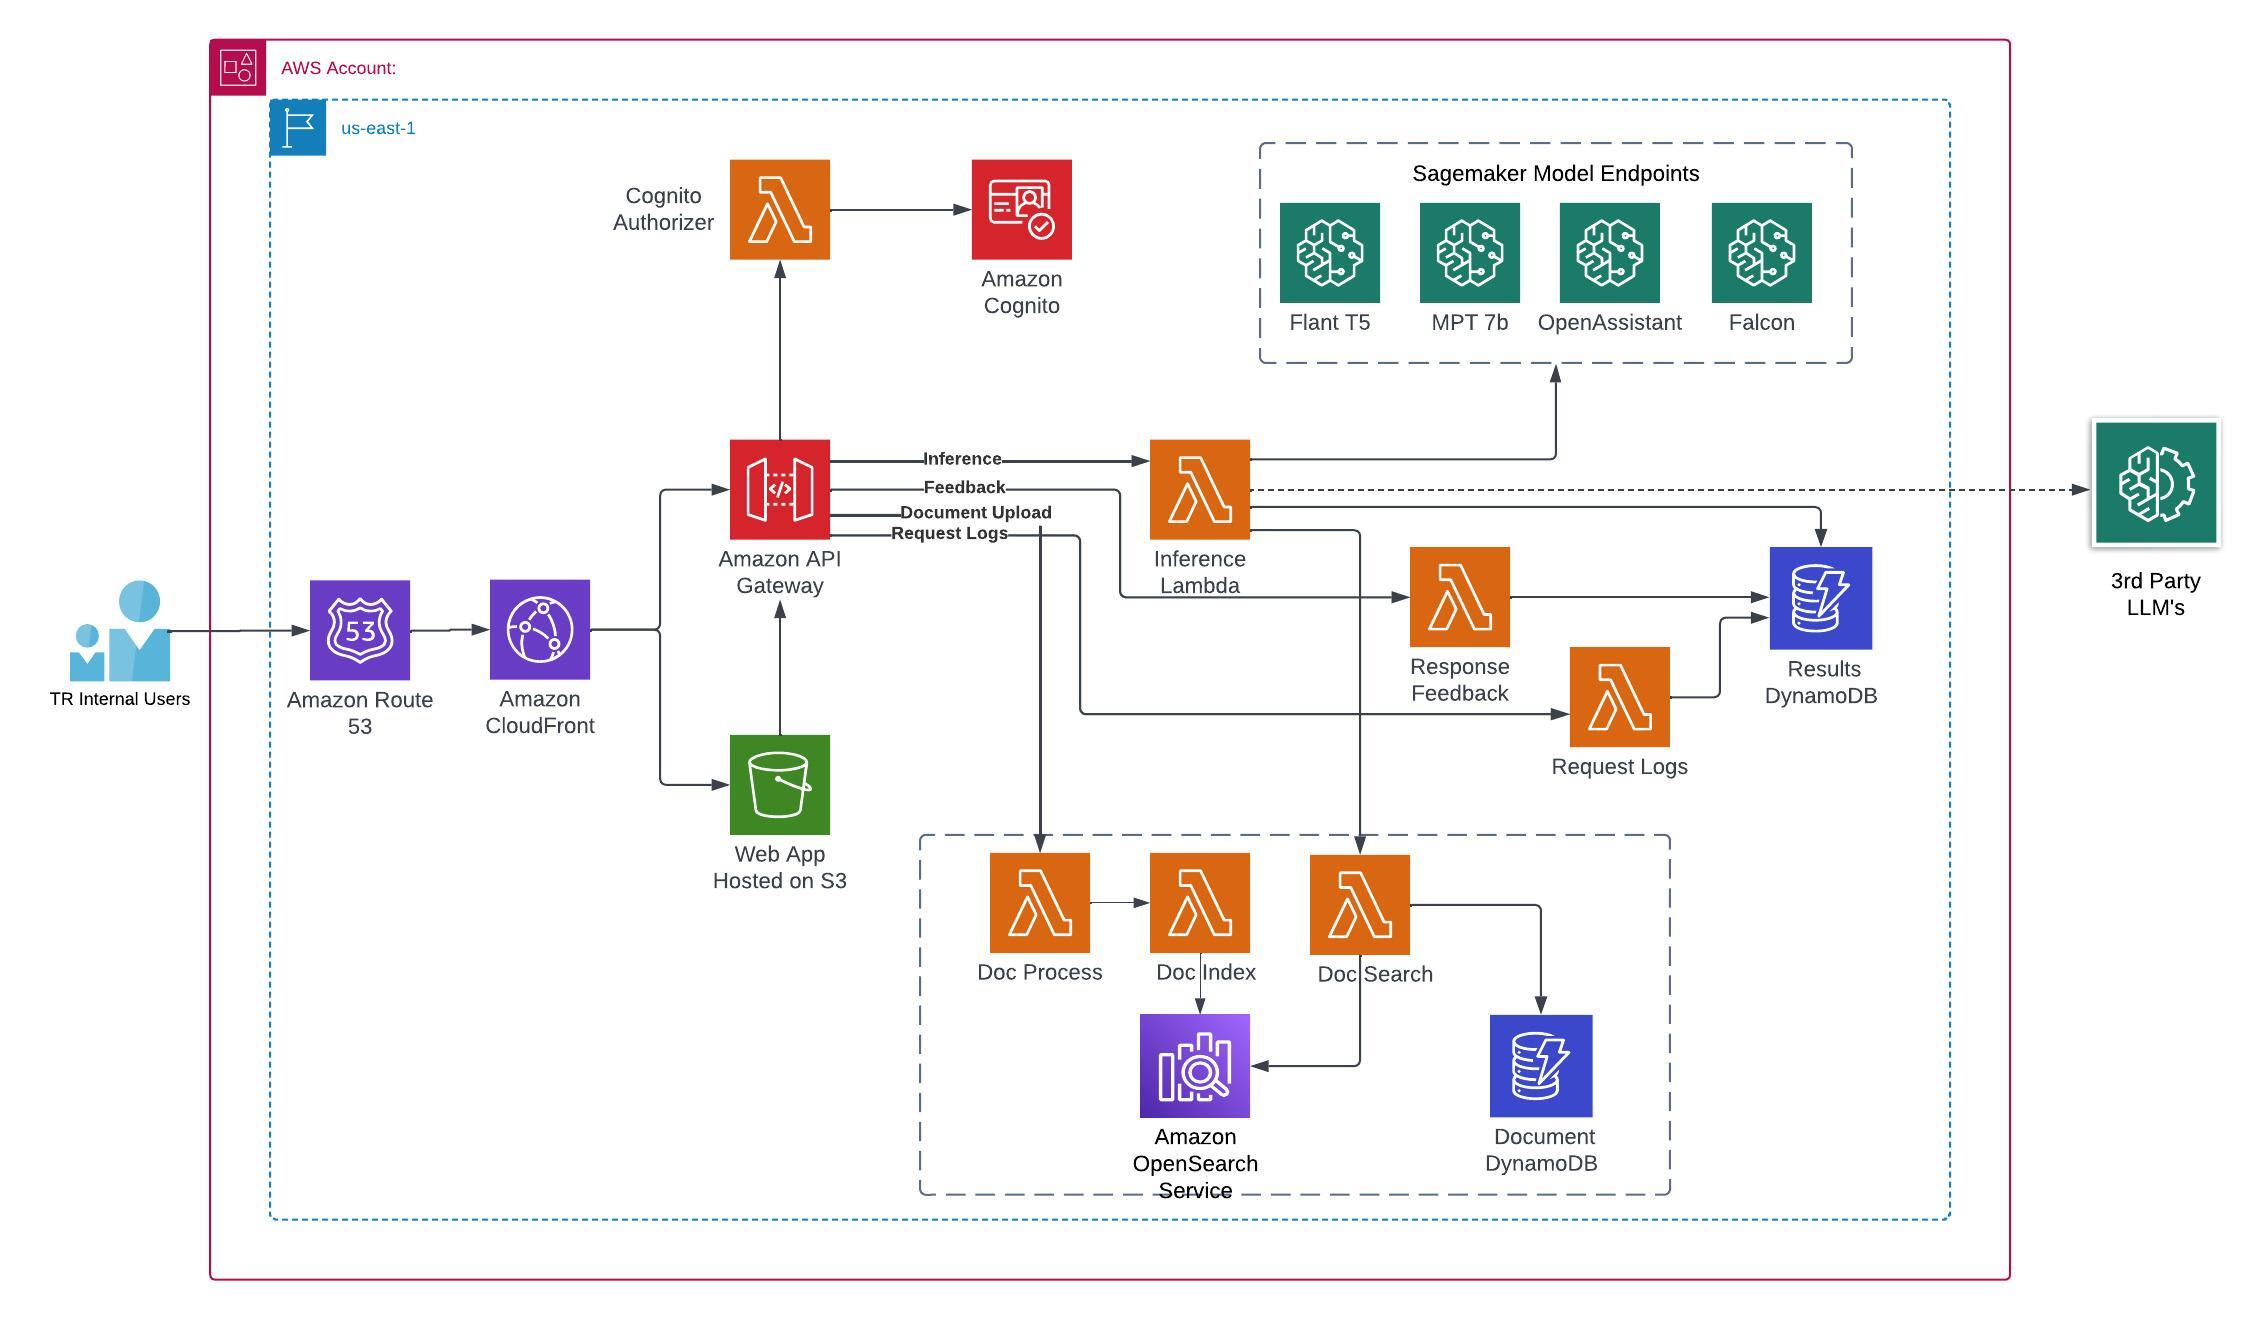 AWS Account:
us-east-1
Cognito
Authorizer
Amazon
Cognito
Sagemaker Model Endpoints
Flant T5
MPT 7b
OpenAssistant
Falcon
Inference
Feedback
Document Upload
Request Logs
Amazon API
Gateway
Inference
Lambda
3rd Party
LLM's
TR Internal Users
53
Amazon Route
53
Amazon
CloudFront
Response
Feedback
Results
DynamoDB
Request Logs
Web App
Hosted on S3
Doc Process
Doc Index
Doc Search
Amazon
OpenSearch
Service
Document
DynamoDB